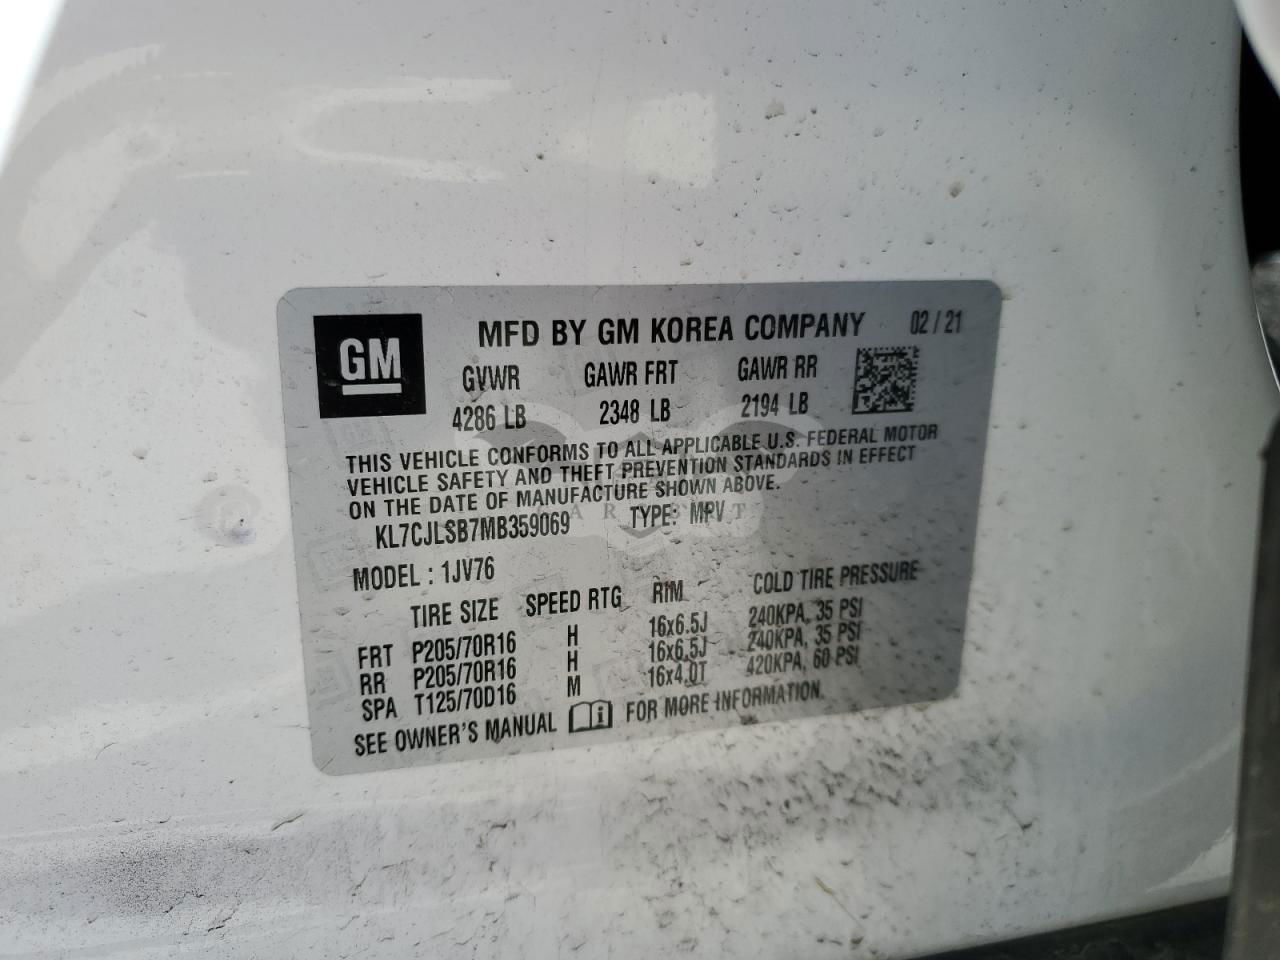 GM
MFD BY GM KOREA COMPANY 02 / 21
GVWR GAWR FRT GAWR RR
4286 LB 2348 LB 2194 LB
THIS VEHICLE CONFORMS TO ALL APPLICABLE U.S. FEDERAL MOTOR
VEHICLE SAFETY AND THEFT PREVENTION STANDARDS IN EFFECT
ON THE DATE OF MANUFACTURE SHOWN ABOVE.
KL7CJLSB7MB359069 TYPE: MPV
MODEL : 1JV76
TIRE SIZE SPEED RTG RIM COLD TIRE PRESSURE
FRT P205/70R16 H 16x6.5J 240KPA, 35 PSI
RR P205/70R16 H 16x6.5J 240KPA, 35 PSI
SPA T125/70D16 M 16x4.0T 420KPA, 60 PSI
SEE OWNER'S MANUAL FOR MORE INFORMATION.